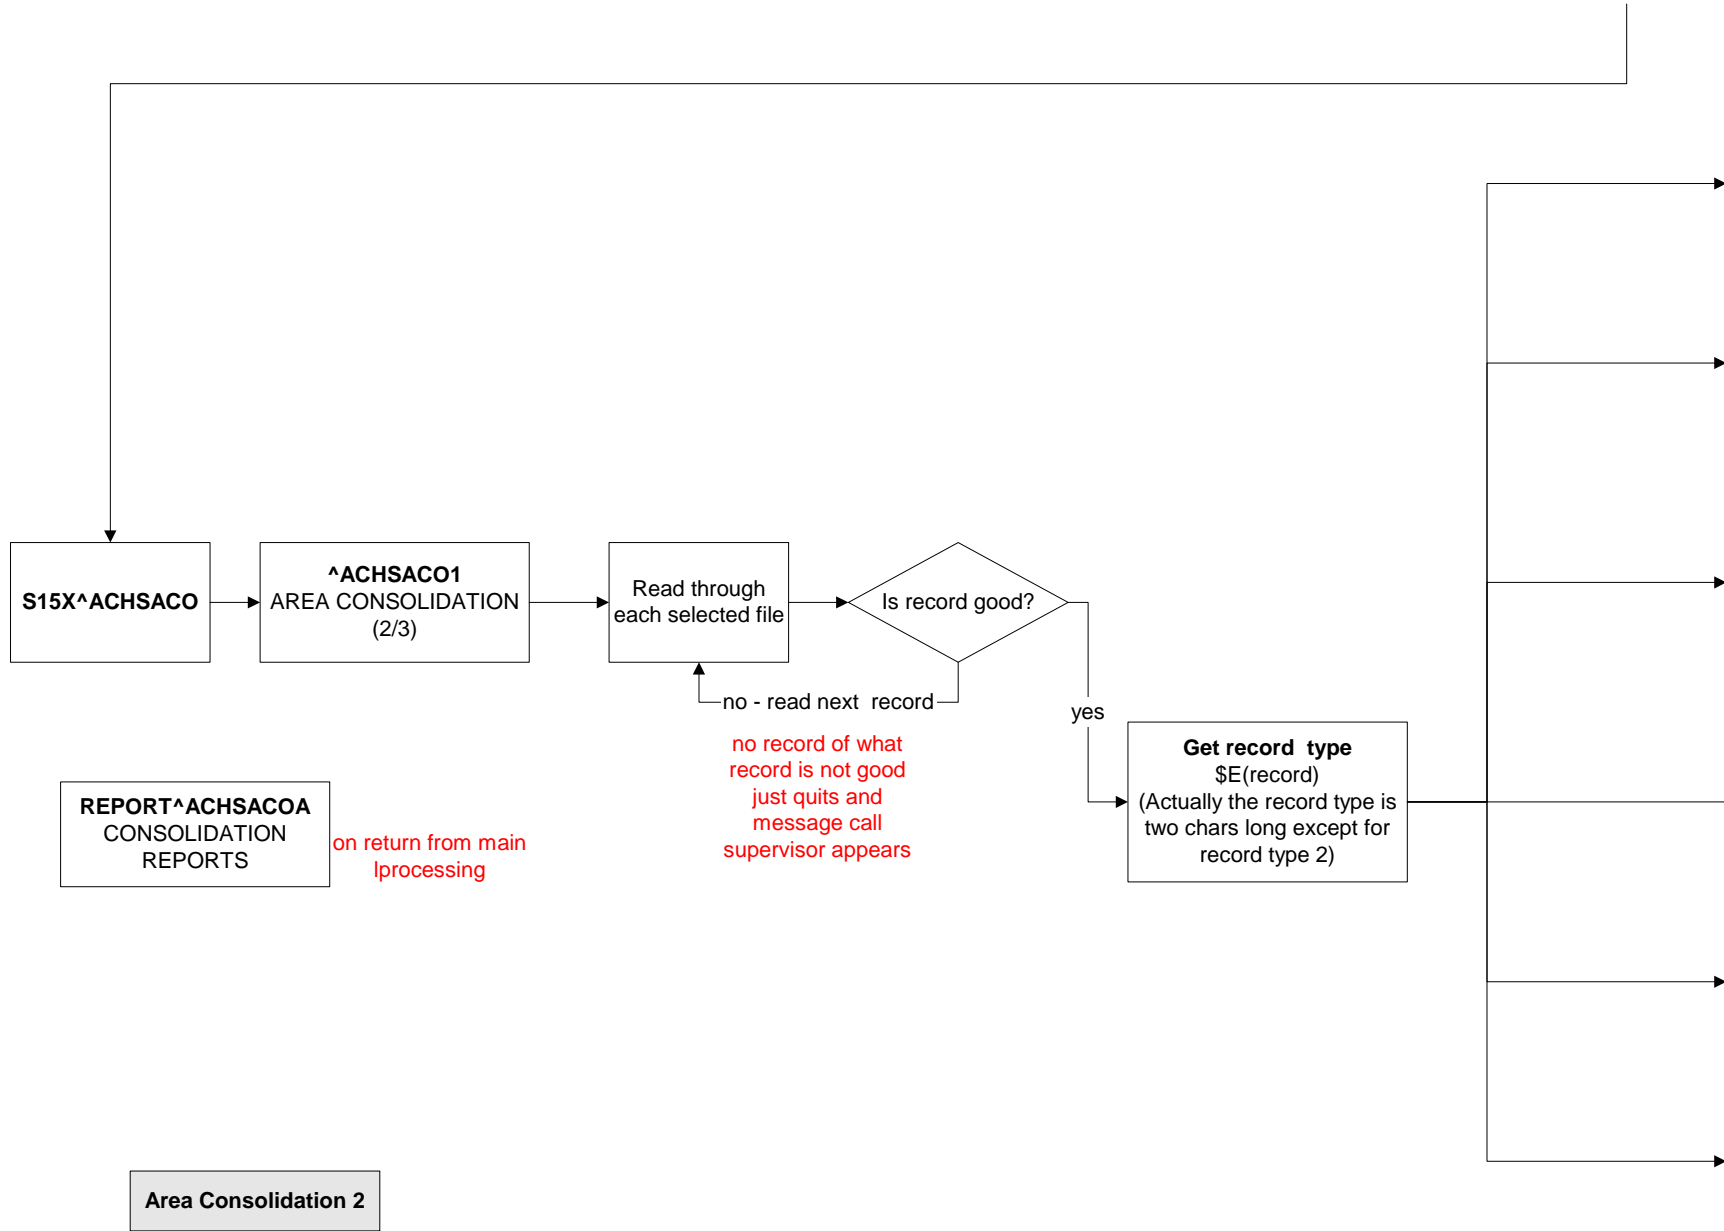 S15X^ACHSACO
^ACHSACO1
AREA CONSOLIDATION
(2/3)
Read through
each selected file
Is record good?
no - read next  record
yes
no record of what
record is not good
just quits and
message call
supervisor appears
Get record  type
$E(record)
(Actually the record type is
two chars long except for
record type 2)
REPORT^ACHSACOA
CONSOLIDATION
REPORTS
on return from main
lprocessing
Area Consolidation 2